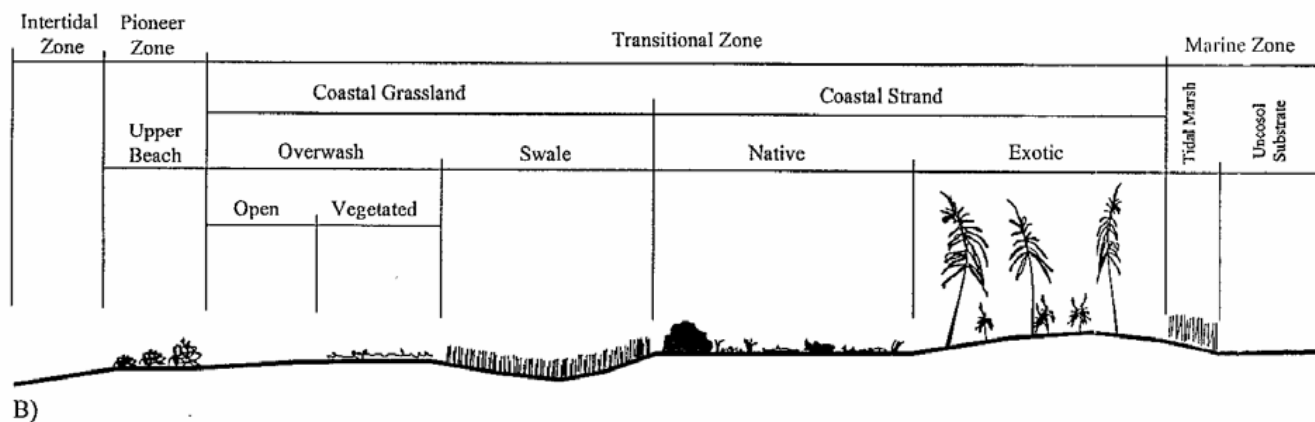 Intertidal
Zone
Pioneer
Zone
Transitional Zone
Marine Zone
Coastal Grassland
Coastal Strand
Upper
Beach
Overwash
Swale
Native
Exotic
Tidal Marsh
Uncosol
Substrate
Open
Vegetated
B)